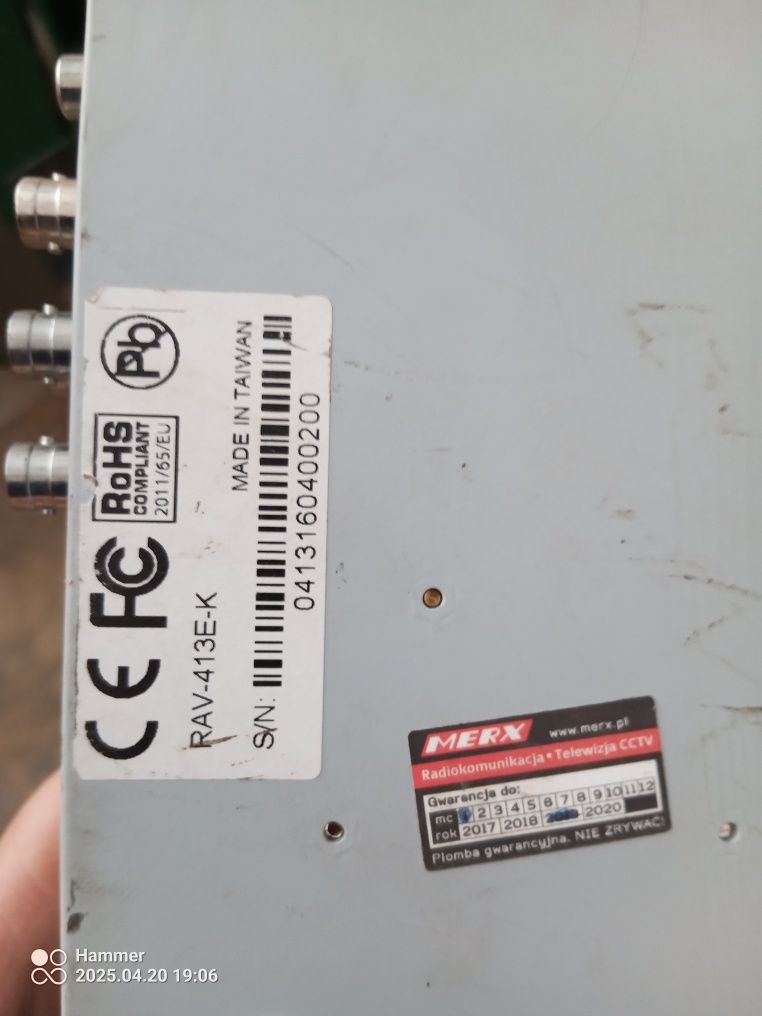 Pb
RoHS
COMPLIANT
2011/65/EU
CE FC
MADE IN TAIWAN
RAV-413E-K
S/N:
0413160400200
MERX www.merx.pl
Radiokomunikacja • Telewizja CCTV
Gwarancja do:
mc 1 2 3 4 5 6 7 8 9 10 11 12
rok 2017 2018 2019 2020
Plomba gwarancyjna. NIE ZRYWAĆ!
Hammer
2025.04.20 19:06